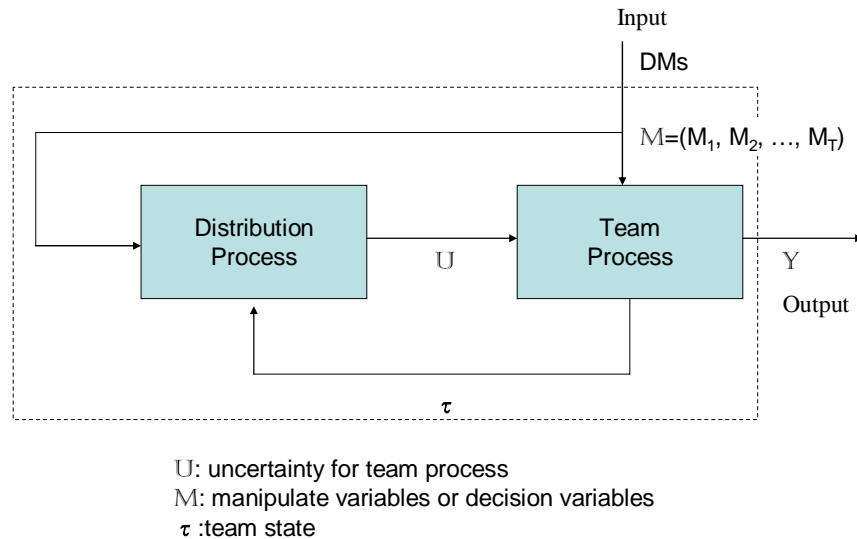 Input
DMs
𝕄=(M₁, M₂, …, M_T)
Distribution
Process
Team
Process
𝕌
𝕐
Output
τ
𝕌: uncertainty for team process
𝕄: manipulate variables or decision variables
τ :team state